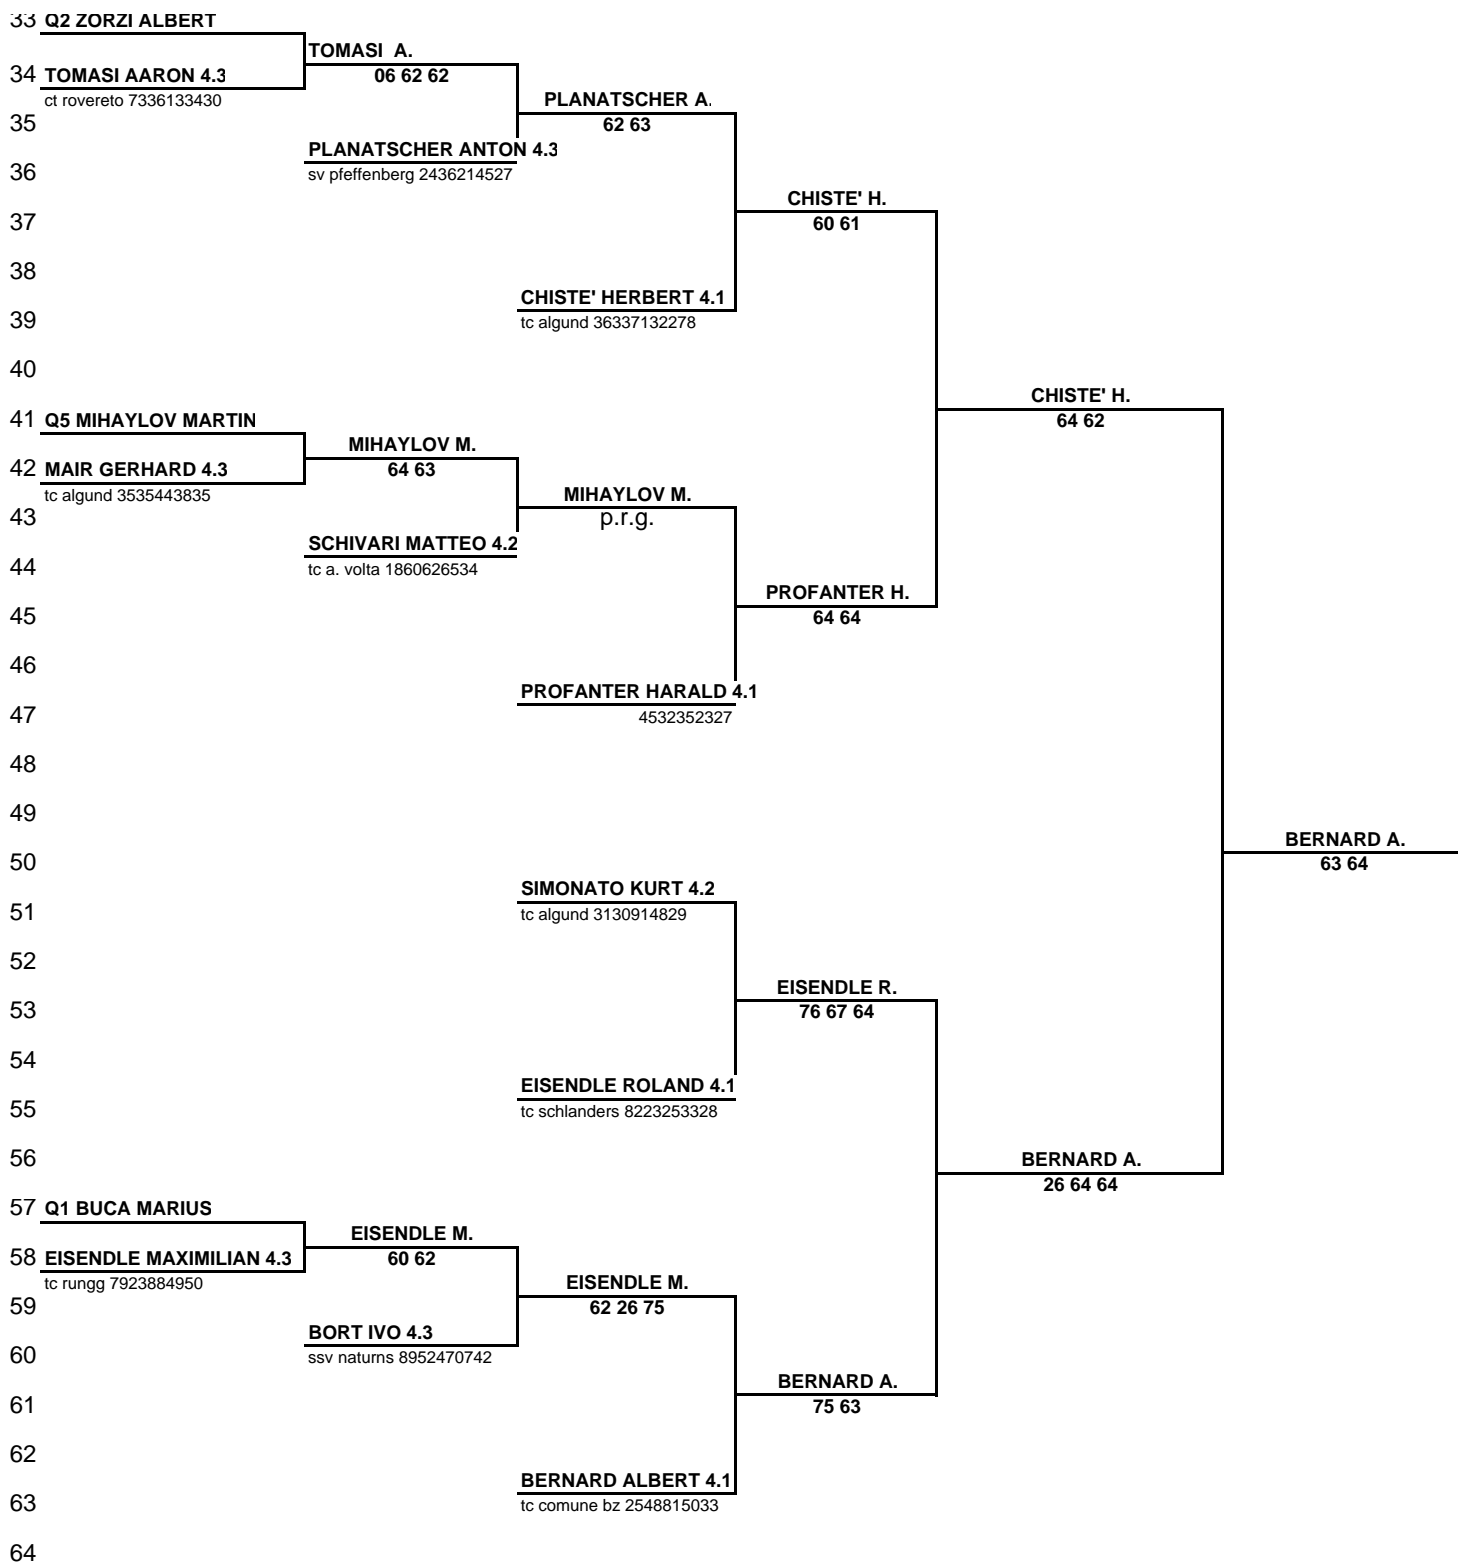 33 Q2 ZORZI ALBERT
TOMASI A.
34 TOMASI AARON 4.3
06 62 62
ct rovereto 7336133430
PLANATSCHER A.
35
62 63
PLANATSCHER ANTON 4.3
36
sv pfeffenberg 2436214527
CHISTE' H.
37
60 61
38
CHISTE' HERBERT 4.1
39
tc algund 36337132278
40
CHISTE' H.
41 Q5 MIHAYLOV MARTIN
64 62
MIHAYLOV M.
42 MAIR GERHARD 4.3
64 63
tc algund 3535443835
MIHAYLOV M.
43
p.r.g.
SCHIVARI MATTEO 4.2
44
tc a. volta 1860626534
PROFANTER H.
45
64 64
46
PROFANTER HARALD 4.1
47
4532352327
48
49
BERNARD A.
50
63 64
SIMONATO KURT 4.2
51
tc algund 3130914829
52
EISENDLE R.
53
76 67 64
54
EISENDLE ROLAND 4.1
55
tc schlanders 8223253328
56
BERNARD A.
26 64 64
57 Q1 BUCA MARIUS
EISENDLE M.
58 EISENDLE MAXIMILIAN 4.3
60 62
tc rungg 7923884950
EISENDLE M.
59
62 26 75
BORT IVO 4.3
60
ssv naturns 8952470742
BERNARD A.
61
75 63
62
BERNARD ALBERT 4.1
63
tc comune bz 2548815033
64